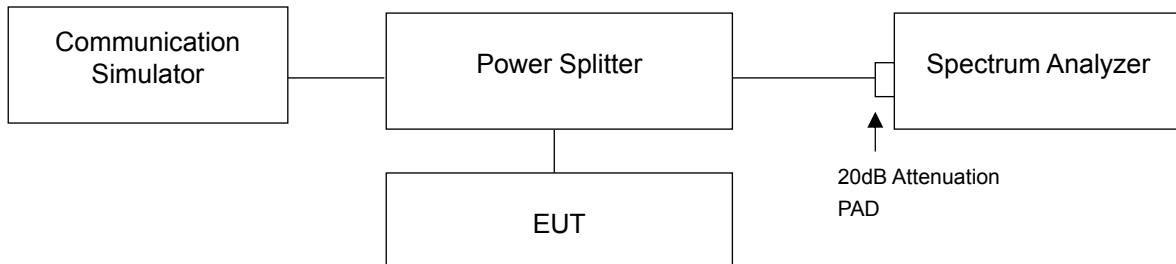 Communication
Simulator
Power Splitter
Spectrum Analyzer
20dB Attenuation
PAD
EUT